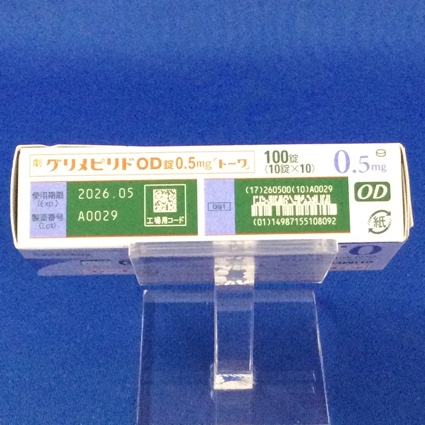 劇 グリメピリドOD錠0.5mg「トーワ」 100錠 (10錠×10) 0.5mg
使用期限 (Exp.) 2026.05
製造番号 (Lot) A0029
工場用コード
091
(17)260500(10)A0029
(01)14987155108092
OD
紙